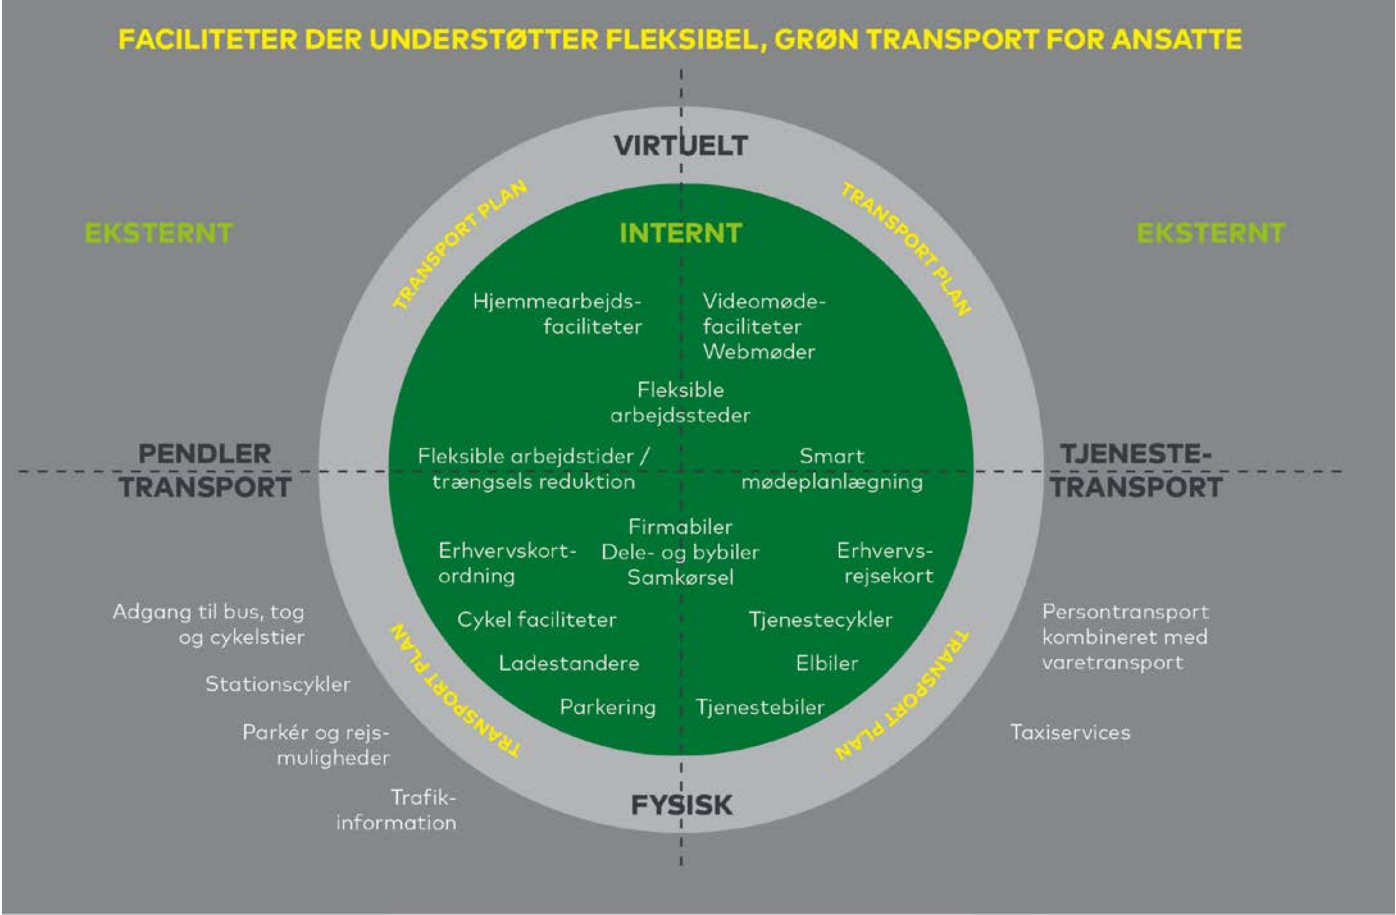 FACILITETER DER UNDERSTØTTER FLEKSIBEL, GRØN TRANSPORT FOR ANSATTE
VIRTUELT
TRANSPORT PLAN
TRANSPORT PLAN
EKSTERNT
INTERNT
EKSTERNT
Hjemmearbejds-
faciliteter
Videomøde-
faciliteter
Webmøder
Fleksible
arbejdssteder
PENDLER
TRANSPORT
Fleksible arbejdstider /
trængsels reduktion
Smart
mødeplanlægning
TJENESTE-
TRANSPORT
Firmabiler
Dele- og bybiler
Samkørsel
Erhvervskort-
ordning
Erhvervs-
rejsekort
Cykel faciliteter
Tjenestecykler
Ladestandere
Elbiler
Parkering
Tjenestebiler
Adgang til bus, tog
og cykelstier
Stationscykler
Parkér og rejs-
muligheder
Trafik-
information
TRANSPORT PLAN
TRANSPORT PLAN
Persontransport
kombineret med
varetransport
Taxiservices
FYSISK